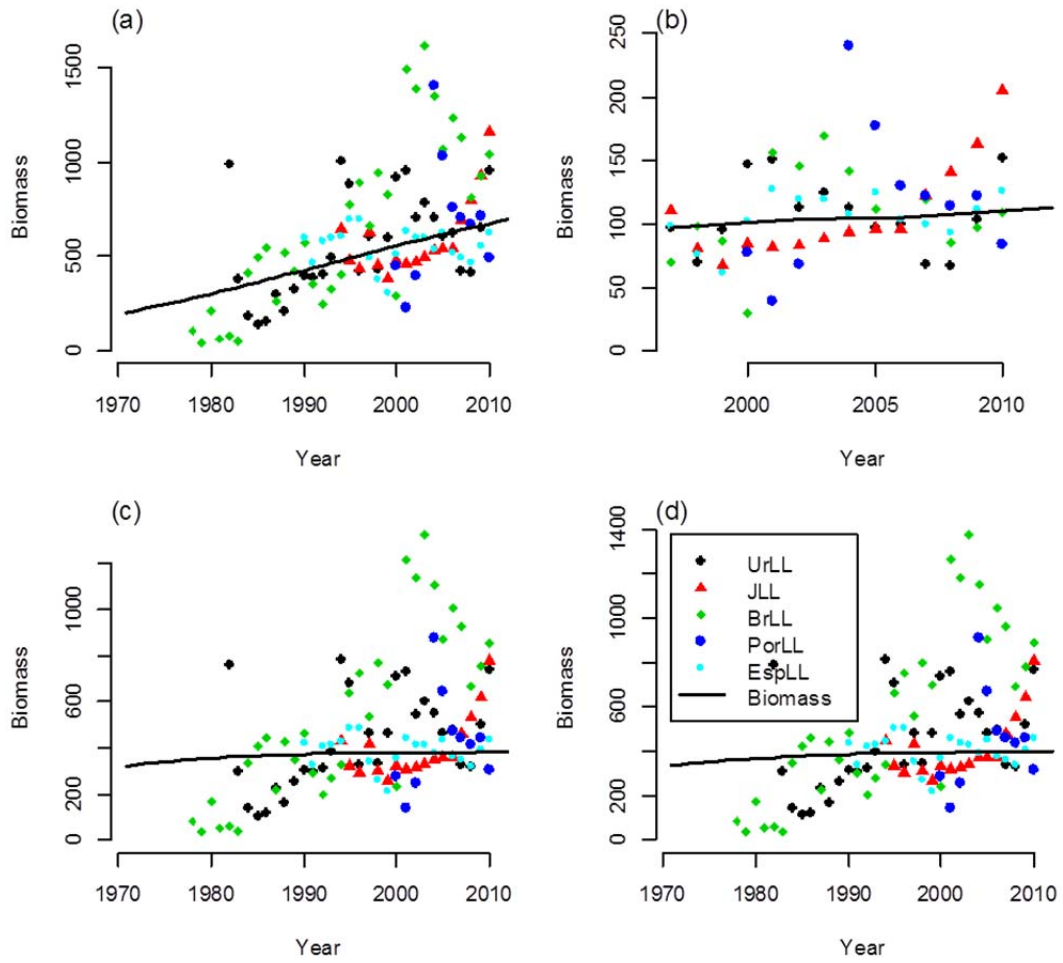 (a)
Biomass
0 500 1000 1500
1970 1980 1990 2000 2010
Year
(b)
Biomass
0 50 100 150 200 250
2000 2005 2010
Year
(c)
Biomass
0 200 600 1000
1970 1980 1990 2000 2010
Year
(d)
Biomass
0 200 600 1000 1400
UrLL
JLL
BrLL
PorLL
EspLL
Biomass
1970 1980 1990 2000 2010
Year